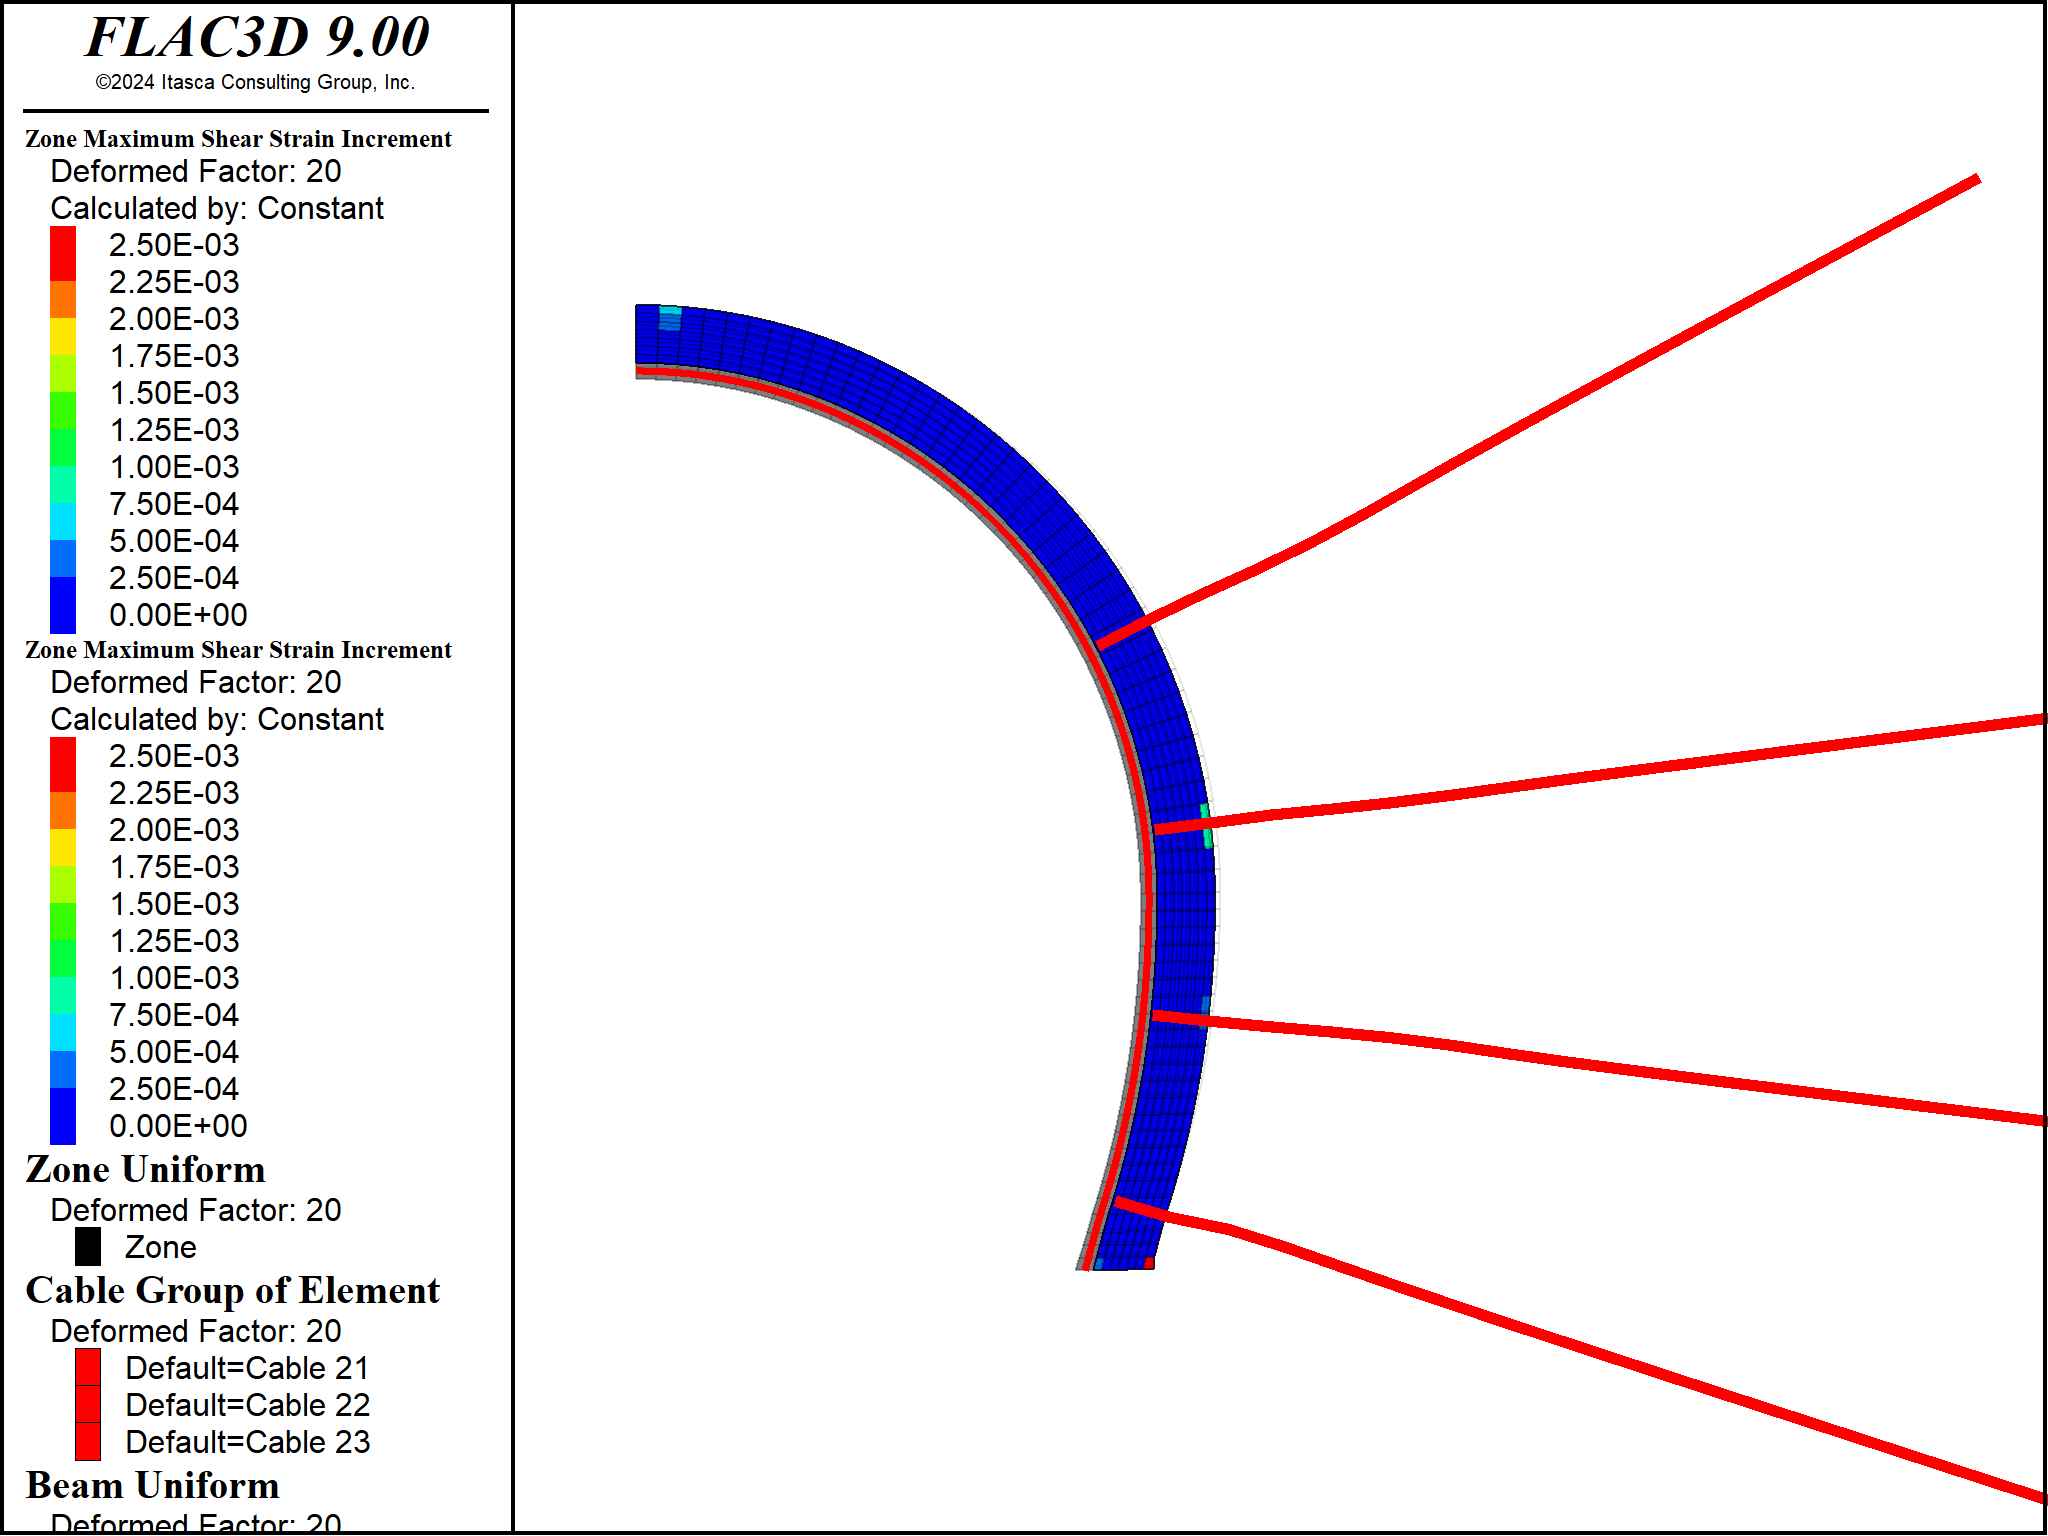 FLAC3D 9.00
©2024 Itasca Consulting Group, Inc.
Zone Maximum Shear Strain Increment
Deformed Factor: 20
Calculated by: Constant
2.50E-03
2.25E-03
2.00E-03
1.75E-03
1.50E-03
1.25E-03
1.00E-03
7.50E-04
5.00E-04
2.50E-04
0.00E+00
Zone Maximum Shear Strain Increment
Deformed Factor: 20
Calculated by: Constant
2.50E-03
2.25E-03
2.00E-03
1.75E-03
1.50E-03
1.25E-03
1.00E-03
7.50E-04
5.00E-04
2.50E-04
0.00E+00
Zone Uniform
Deformed Factor: 20
Zone
Cable Group of Element
Deformed Factor: 20
Default=Cable 21
Default=Cable 22
Default=Cable 23
Beam Uniform
Deformed Factor: 20